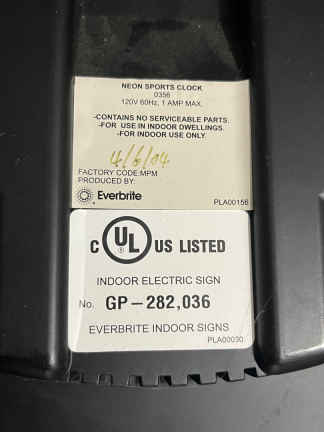 NEON SPORTS CLOCK
0356
120V 60Hz, 1 AMP MAX.
-CONTAINS NO SERVICEABLE PARTS.
-FOR USE IN INDOOR DWELLINGS.
-FOR INDOOR USE ONLY
4/6/04
FACTORY CODE:MPM
PRODUCED BY:
Everbrite
PLA00156
C UL US LISTED
INDOOR ELECTRIC SIGN
No. GP-282,036
EVERBRITE INDOOR SIGNS
PLA00030